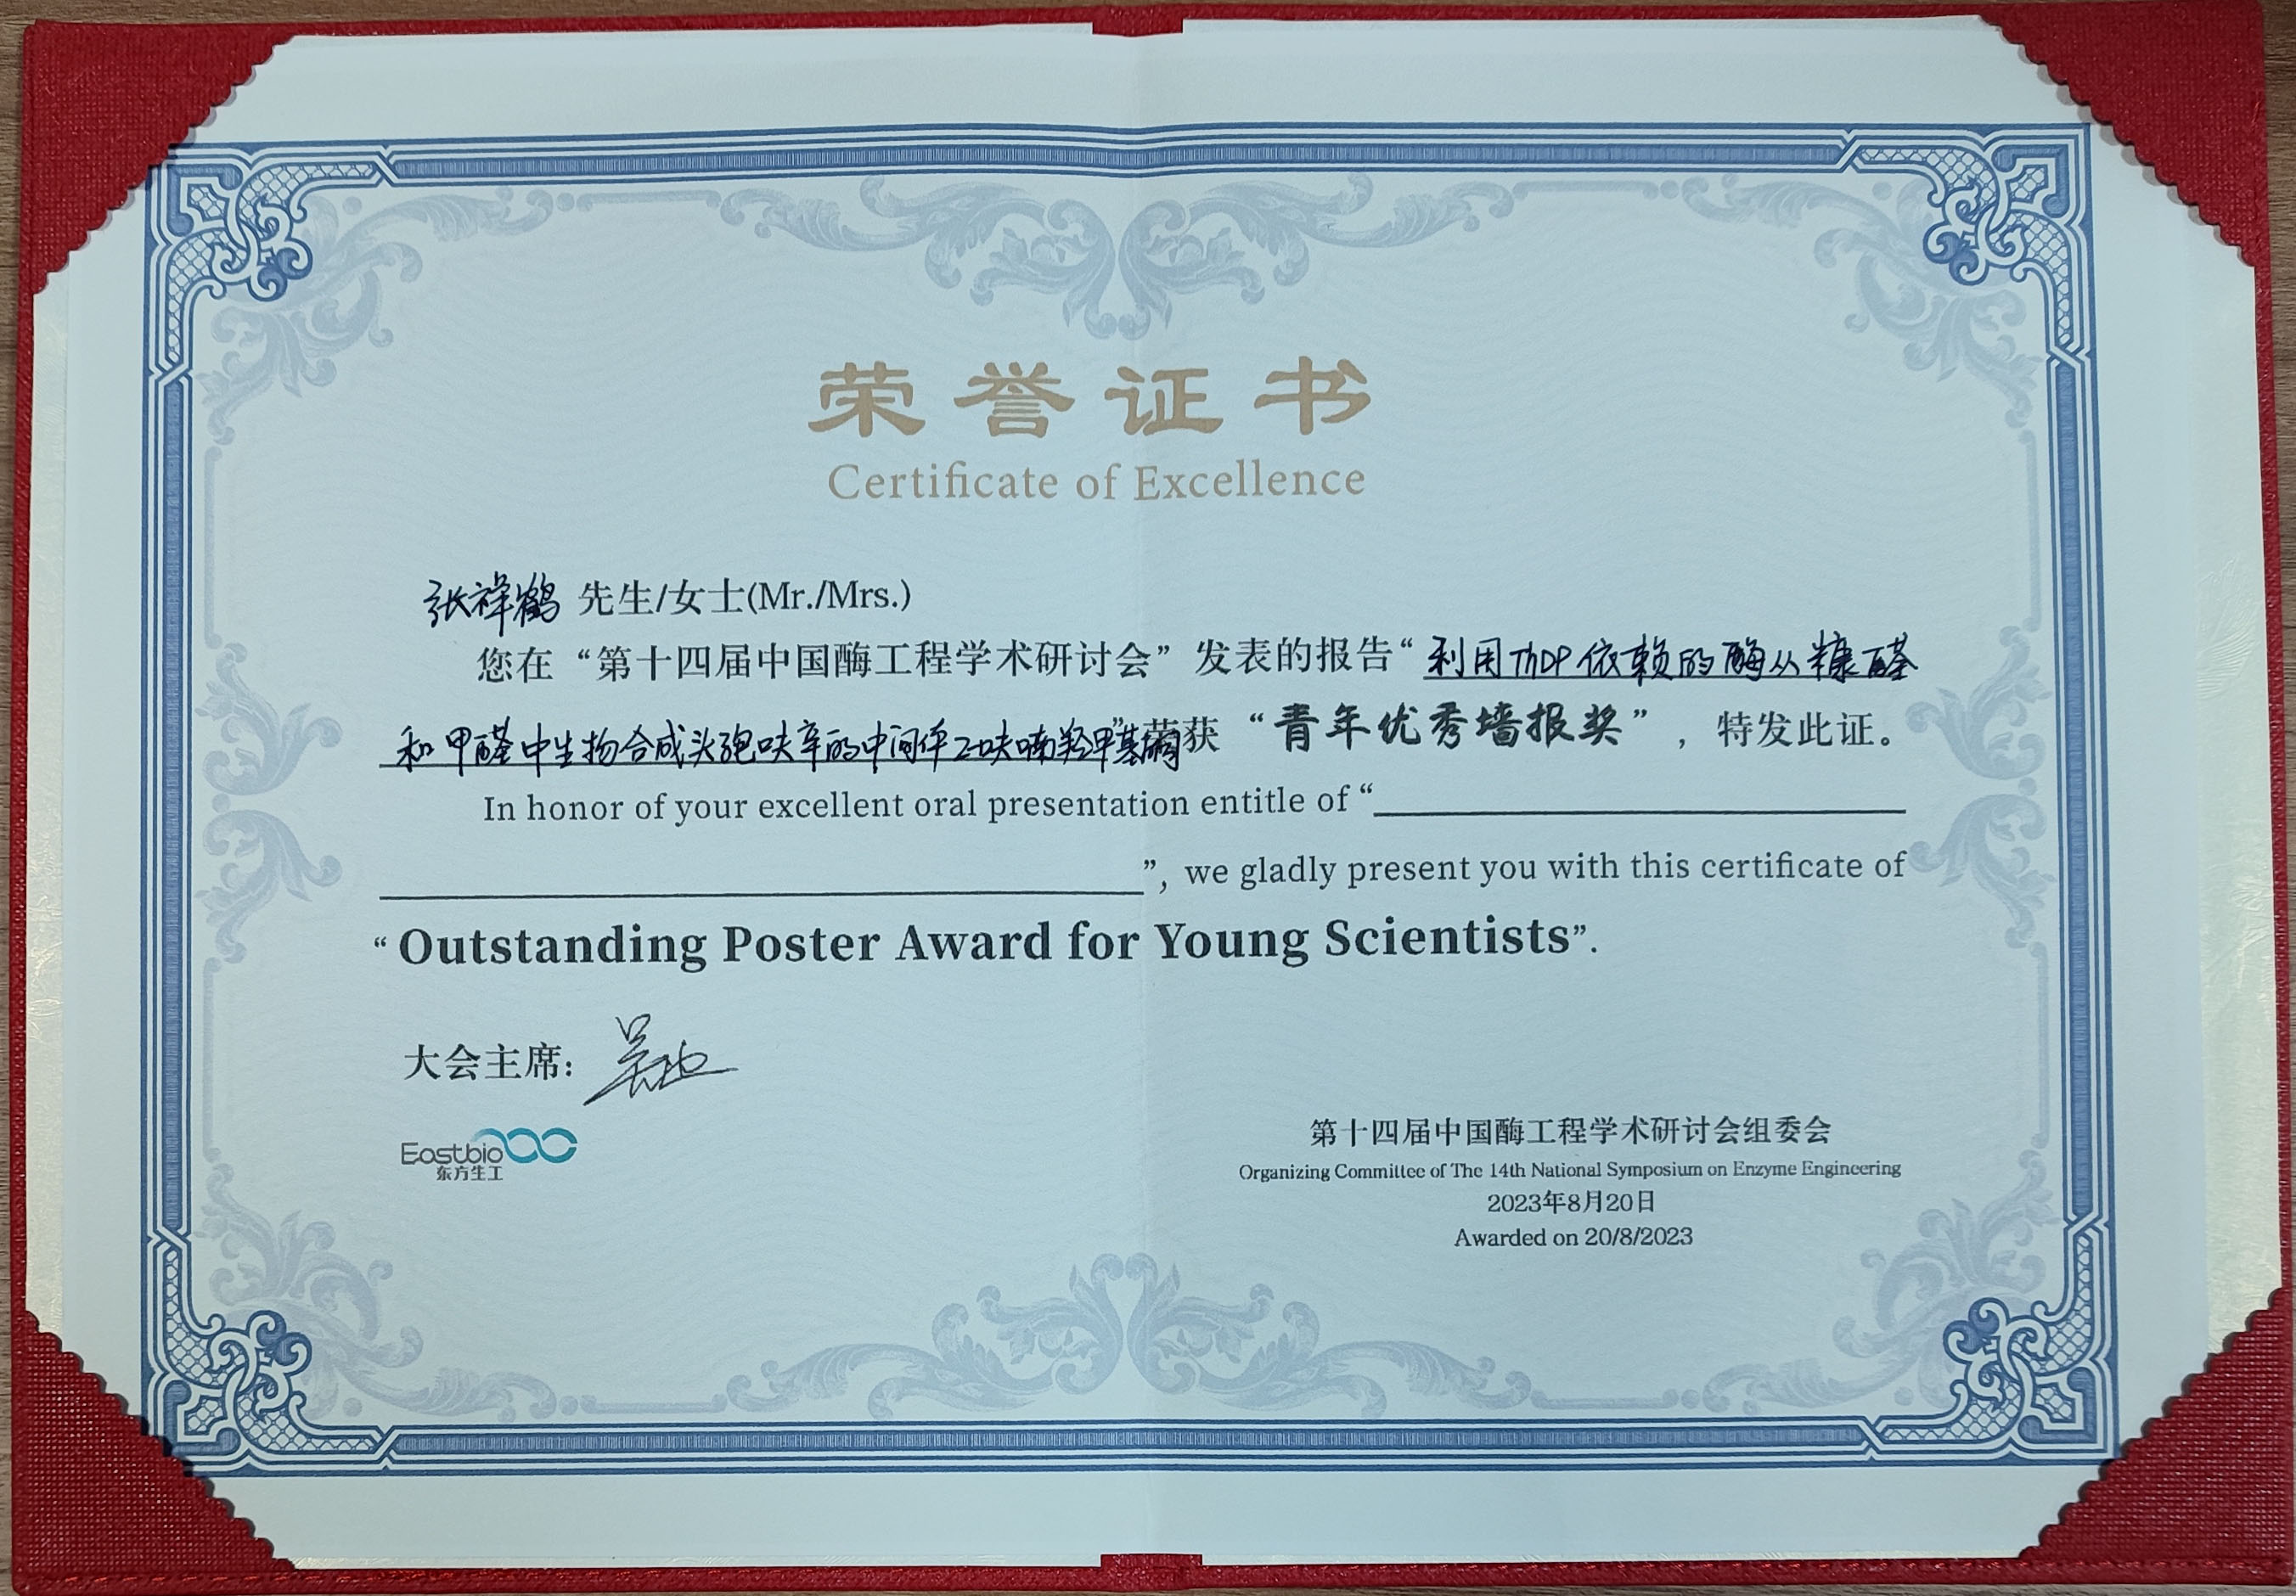 荣誉证书
Certificate of Excellence
张祥鹤 先生/女士(Mr./Mrs.)
您在“第十四届中国酶工程学术研讨会”发表的报告“利用ThDP依赖的酶从糠醛
和甲醛中生物合成头孢呋辛的中间体2-呋喃羟甲基酮”荣获“青年优秀墙报奖”，特发此证。
In honor of your excellent oral presentation entitle of “
”, we gladly present you with this certificate of
“Outstanding Poster Award for Young Scientists”.
大会主席:
Eastbio
东方生工
第十四届中国酶工程学术研讨会组委会
Organizing Committee of The 14th National Symposium on Enzyme Engineering
2023年8月20日
Awarded on 20/8/2023